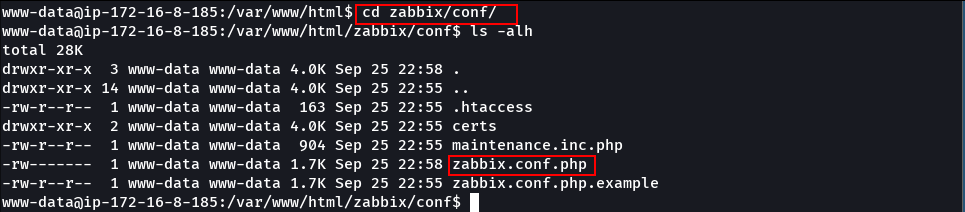 www-data@ip-172-16-8-185:/var/www/html$ cd zabbix/conf/
www-data@ip-172-16-8-185:/var/www/html/zabbix/conf$ ls -alh
total 28K
drwxr-xr-x  3 www-data www-data 4.0K Sep 25 22:58 .
drwxr-xr-x 14 www-data www-data 4.0K Sep 25 22:55 ..
-rw-r--r--  1 www-data www-data  163 Sep 25 22:55 .htaccess
drwxr-xr-x  2 www-data www-data 4.0K Sep 25 22:55 certs
-rw-r--r--  1 www-data www-data  904 Sep 25 22:55 maintenance.inc.php
-rw-------  1 www-data www-data 1.7K Sep 25 22:58 zabbix.conf.php
-rw-r--r--  1 www-data www-data 1.7K Sep 25 22:55 zabbix.conf.php.example
www-data@ip-172-16-8-185:/var/www/html/zabbix/conf$